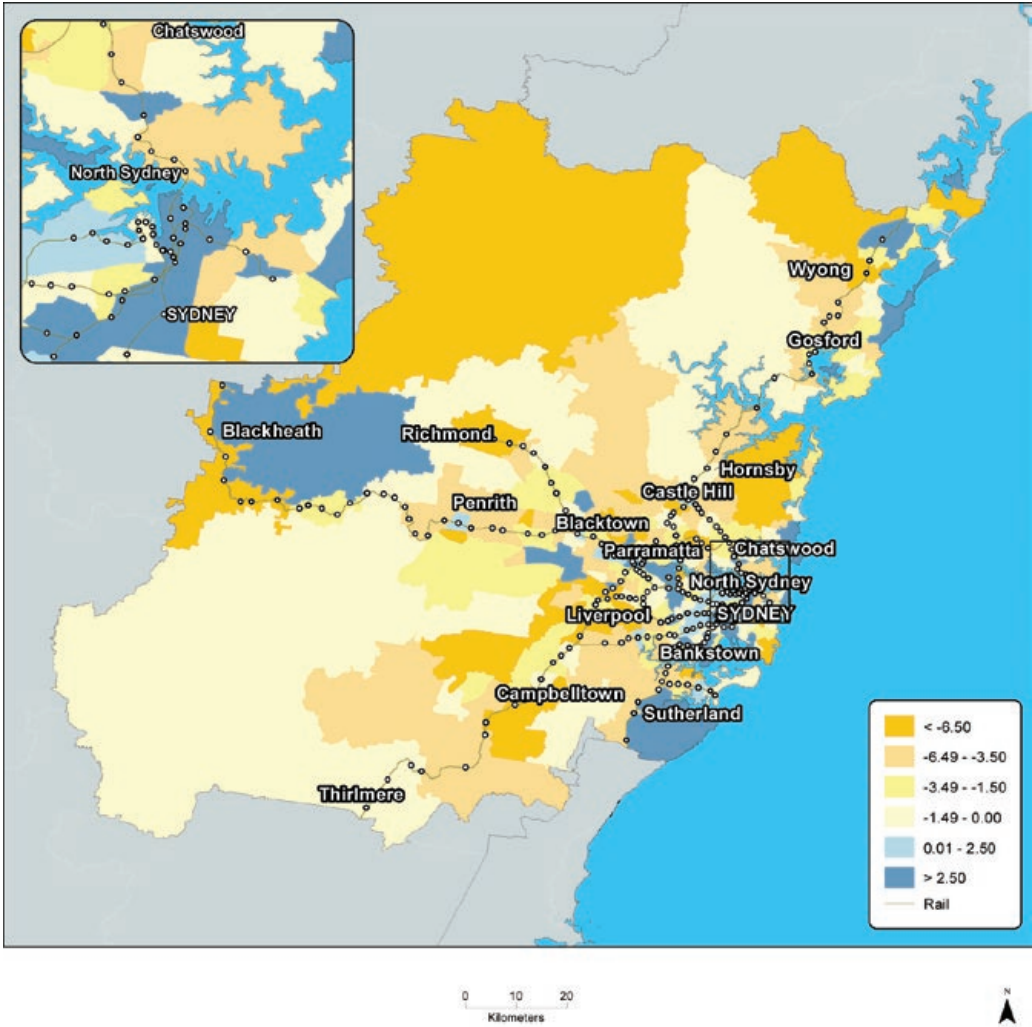 Chatswood
North Sydney
SYDNEY
Wyong
Gosford
Blackheath
Richmond
Hornsby
Castle Hill
Penrith
Blacktown
Parramatta
Chatswood
North Sydney
Liverpool
SYDNEY
Bankstown
Campbelltown
Sutherland
Thirlmere
< -6.50
-6.49 - -3.50
-3.49 - -1.50
-1.49 - 0.00
0.01 - 2.50
> 2.50
Rail
0 10 20
Kilometers
N